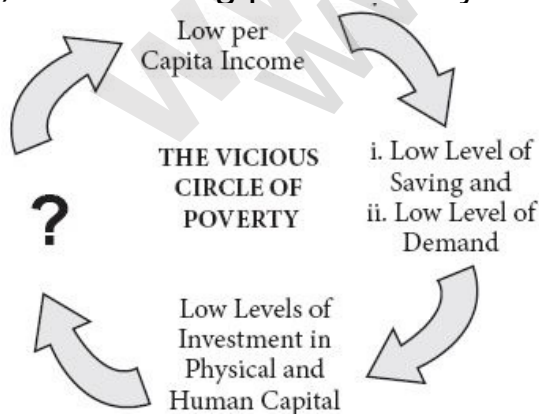 Low per
Capita Income
THE VICIOUS
CIRCLE OF
POVERTY
i. Low Level of
Saving and
ii. Low Level of
Demand
?
Low Levels of
Investment in
Physical and
Human Capital